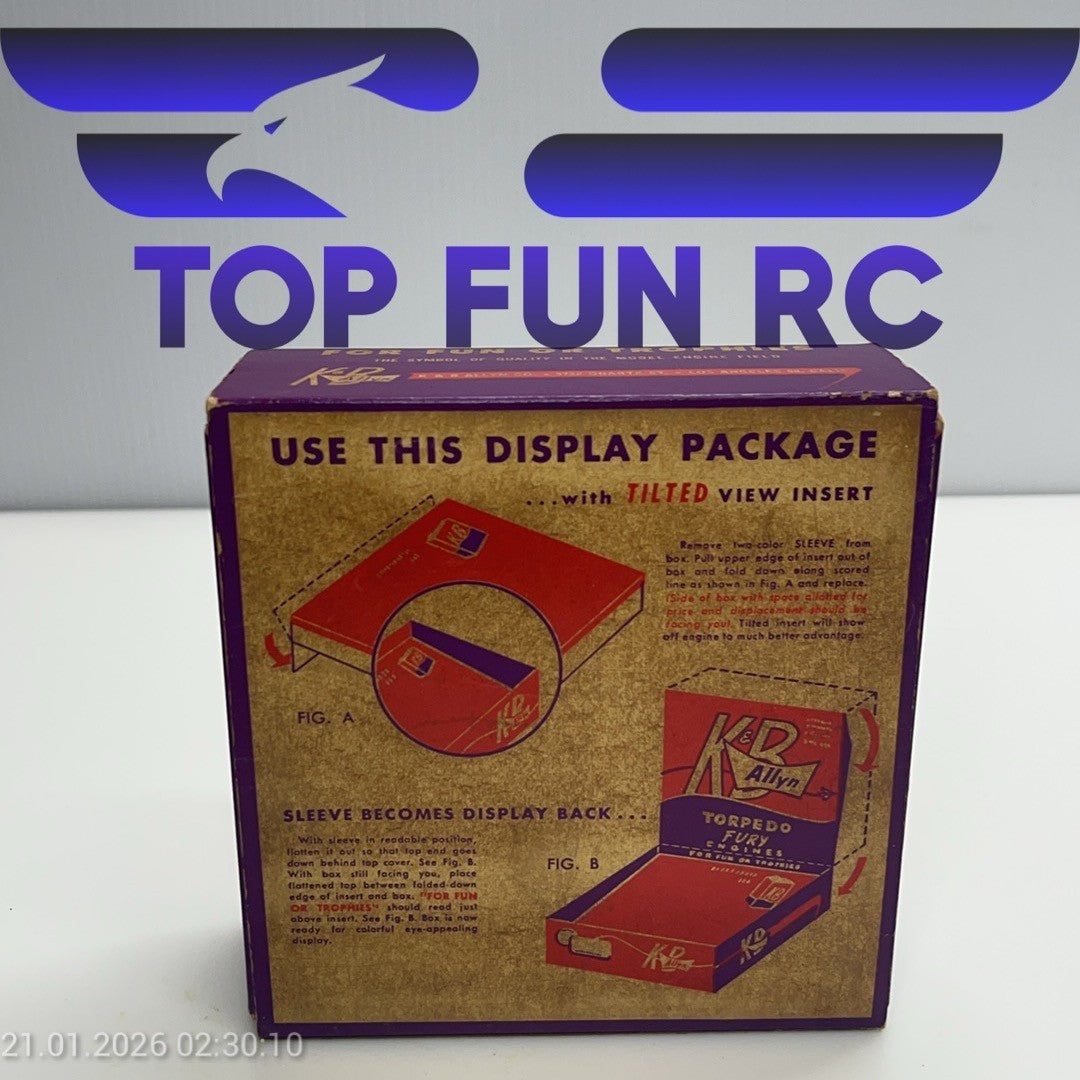 TOP FUN RC
FOR FUN OR TROPHIES
THE SYMBOL OF QUALITY IN THE MODEL ENGINE FIELD
K&B Allyn
USE THIS DISPLAY PACKAGE
...with TILTED VIEW INSERT
Remove two-color SLEEVE from
box. Pull upper edge of insert out of
box and fold down along scored
line as shown in Fig. A and replace.
(Side of box with space allotted for
price and displacement should be
facing you). Tilted insert will show
off engine to much better advantage.
K&B
K&B
FIG. A
K&B
Allyn
TORPEDO
FURY
ENGINES
FOR FUN OR TROPHIES
SLEEVE BECOMES DISPLAY BACK...
With sleeve in readable position,
flatten it out so that top end goes
down behind top cover. See Fig. B.
With box still facing you, place
flattened top between folded-down
edge of insert and box. "FOR FUN
OR TROPHIES" should read just
above insert. See Fig. B. Box is now
ready for colorful eye-appealing
display.
FIG. B
K&B
K&B
K&B
21.01.2026 02:30:10